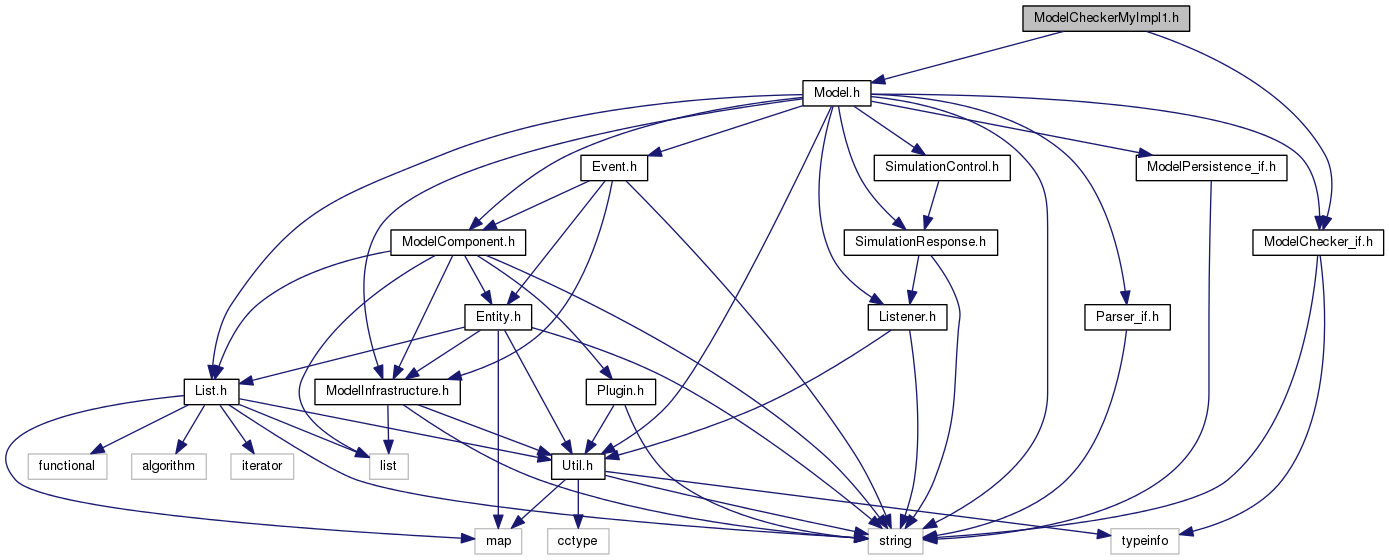 ModelCheckerMyImpl1.h
Model.h
Event.h
SimulationControl.h
ModelPersistence_if.h
ModelComponent.h
SimulationResponse.h
ModelChecker_if.h
Entity.h
Listener.h
Parser_if.h
List.h
ModelInfrastructure.h
Plugin.h
functional
algorithm
iterator
list
Util.h
map
cctype
string
typeinfo